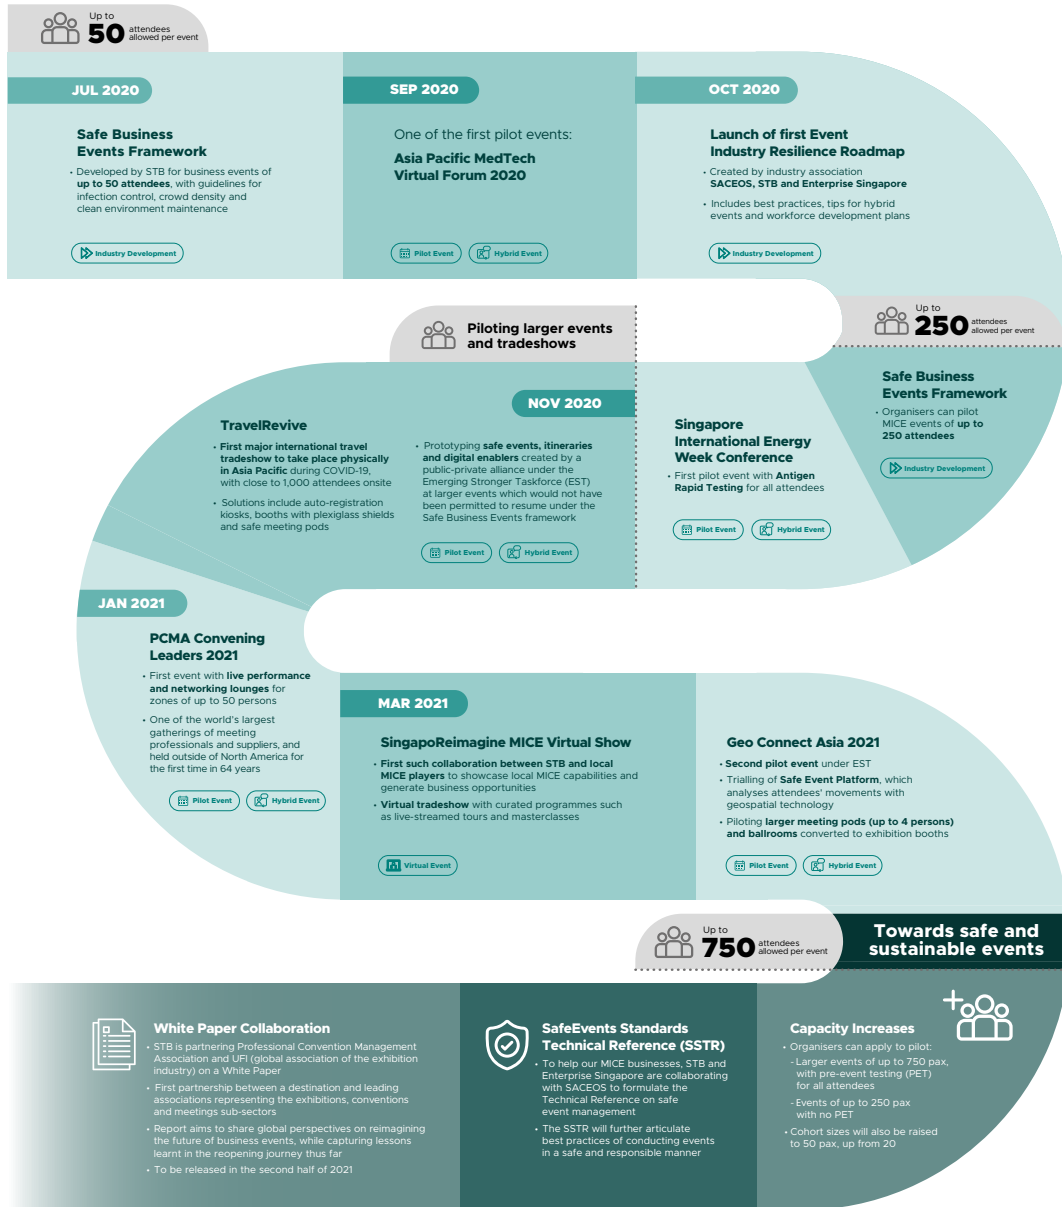 Up to
50 attendees
allowed per event
JUL 2020
Safe Business
Events Framework
• Developed by STB for business events of
up to 50 attendees, with guidelines for
infection control, crowd density and
clean environment maintenance
Industry Development
SEP 2020
One of the first pilot events:
Asia Pacific MedTech
Virtual Forum 2020
Pilot Event
Hybrid Event
OCT 2020
Launch of first Event
Industry Resilience Roadmap
• Created by industry association
SACEOS, STB and Enterprise Singapore
• Includes best practices, tips for hybrid
events and workforce development plans
Industry Development
Up to
250 attendees
allowed per event
Safe Business
Events Framework
• Organisers can pilot
MICE events of up to
250 attendees
Industry Development
Singapore
International Energy
Week Conference
• First pilot event with Antigen
Rapid Testing for all attendees
Pilot Event
Hybrid Event
Piloting larger events
and tradeshows
NOV 2020
TravelRevive
• First major international travel
tradeshow to take place physically
in Asia Pacific during COVID-19,
with close to 1,000 attendees onsite
• Solutions include auto-registration
kiosks, booths with plexiglass shields
and safe meeting pods
• Prototyping safe events, itineraries
and digital enablers created by a
public-private alliance under the
Emerging Stronger Taskforce (EST)
at larger events which would not have
been permitted to resume under the
Safe Business Events framework
Pilot Event
Hybrid Event
JAN 2021
PCMA Convening
Leaders 2021
• First event with live performance
and networking lounges for
zones of up to 50 persons
• One of the world's largest
gatherings of meeting
professionals and suppliers, and
held outside of North America for
the first time in 64 years
Pilot Event
Hybrid Event
MAR 2021
SingapoReimagine MICE Virtual Show
• First such collaboration between STB and local
MICE players to showcase local MICE capabilities and
generate business opportunities
• Virtual tradeshow with curated programmes such
as live-streamed tours and masterclasses
Virtual Event
Geo Connect Asia 2021
• Second pilot event under EST
• Trialling of Safe Event Platform, which
analyses attendees' movements with
geospatial technology
• Piloting larger meeting pods (up to 4 persons)
and ballrooms converted to exhibition booths
Pilot Event
Hybrid Event
Up to
750 attendees
allowed per event
Towards safe and
sustainable events
Capacity Increases
• Organisers can apply to pilot:
- Larger events of up to 750 pax,
with pre-event testing (PET)
for all attendees
- Events of up to 250 pax
with no PET
• Cohort sizes will also be raised
to 50 pax, up from 20
SafeEvents Standards
Technical Reference (SSTR)
• To help our MICE businesses, STB and
Enterprise Singapore are collaborating
with SACEOS to formulate the
Technical Reference on safe
event management
• The SSTR will further articulate
best practices of conducting events
in a safe and responsible manner
White Paper Collaboration
• STB is partnering Professional Convention Management
Association and UFI (global association of the exhibition
industry) on a White Paper
• First partnership between a destination and leading
associations representing the exhibitions, conventions
and meetings sub-sectors
• Report aims to share global perspectives on reimagining
the future of business events, while capturing lessons
learnt in the reopening journey thus far
• To be released in the second half of 2021